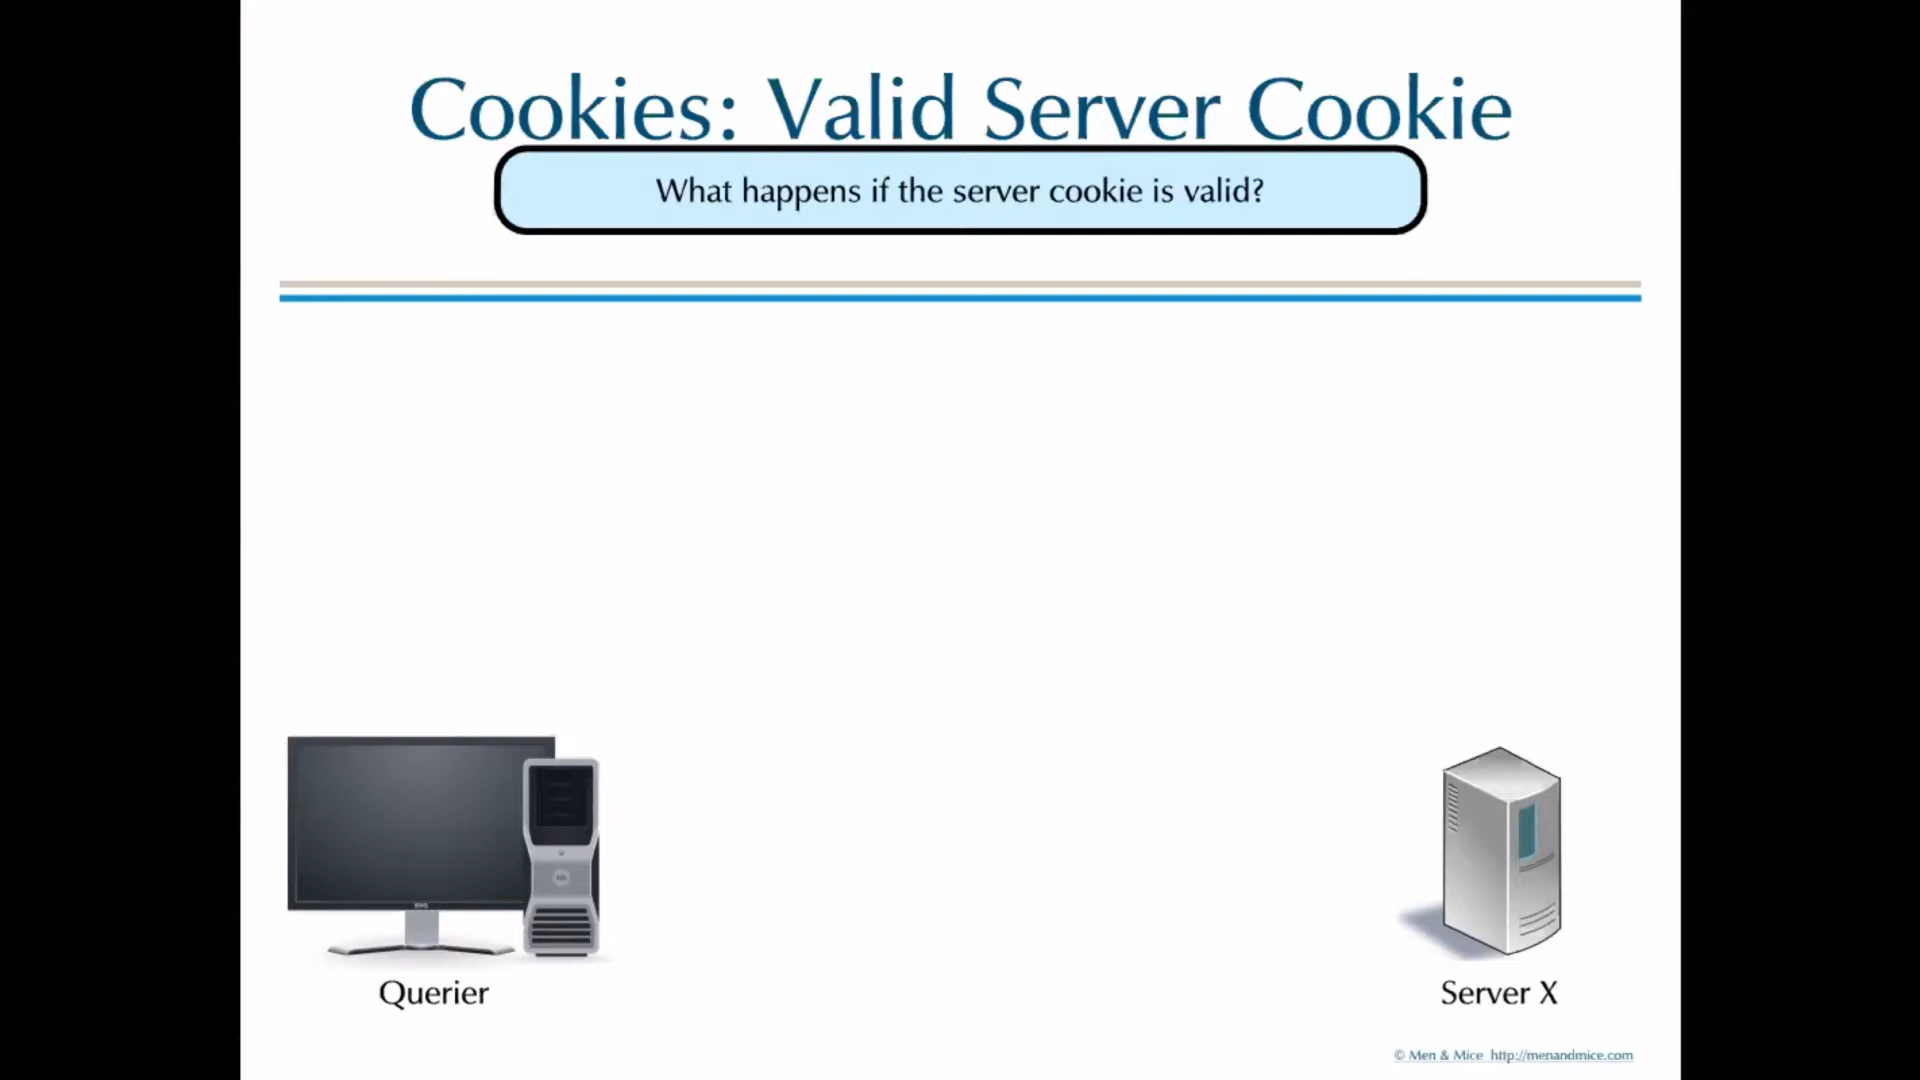 Cookies: Valid Server Cookie
What happens if the server cookie is valid?
Querier
Server X
© Men & Mice http://menandmice.com